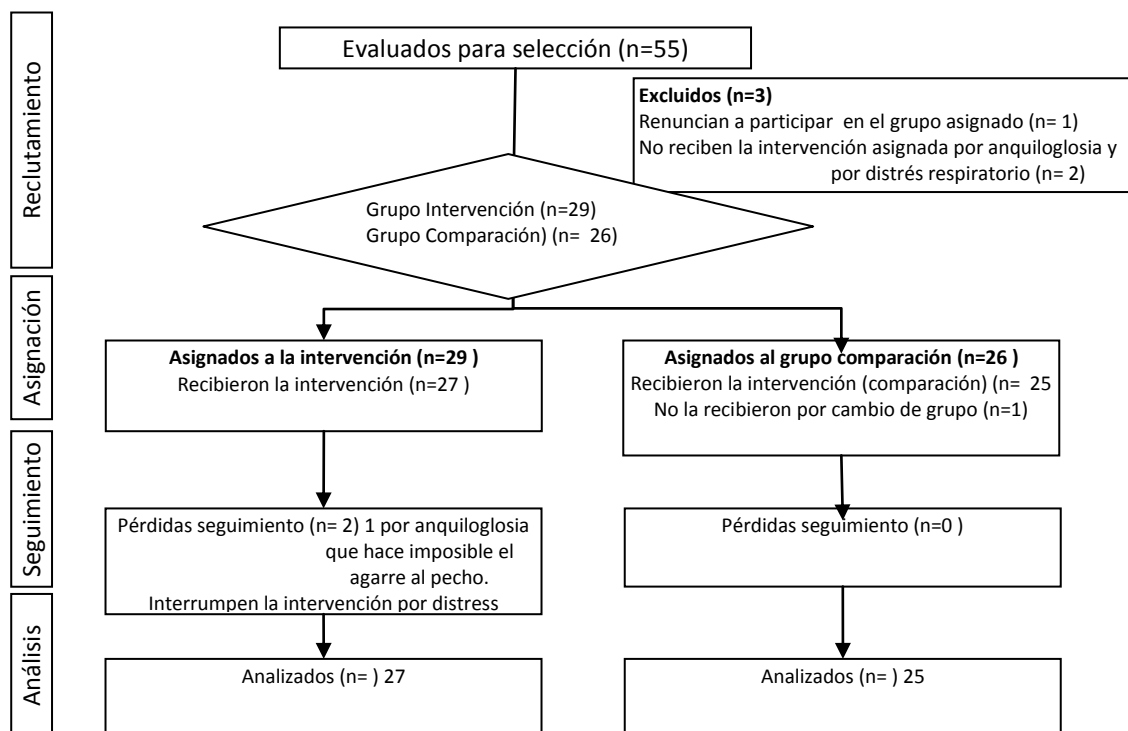 Reclutamiento
Evaluados para selección (n=55)
Excluidos (n=3)
Renuncian a participar en el grupo asignado (n= 1)
No reciben la intervención asignada por anquiloglosia y
por distrés respiratorio (n= 2)
Grupo Intervención (n=29)
Grupo Comparación) (n= 26)
Asignación
Asignados a la intervención (n=29 )
Recibieron la intervención (n=27 )
Asignados al grupo comparación (n=26 )
Recibieron la intervención (comparación) (n= 25
No la recibieron por cambio de grupo (n=1)
Seguimiento
Pérdidas seguimiento (n= 2) 1 por anquiloglosia
que hace imposible el
agarre al pecho.
Interrumpen la intervención por distress
Pérdidas seguimiento (n=0 )
Análisis
Analizados (n= ) 27
Analizados (n= ) 25